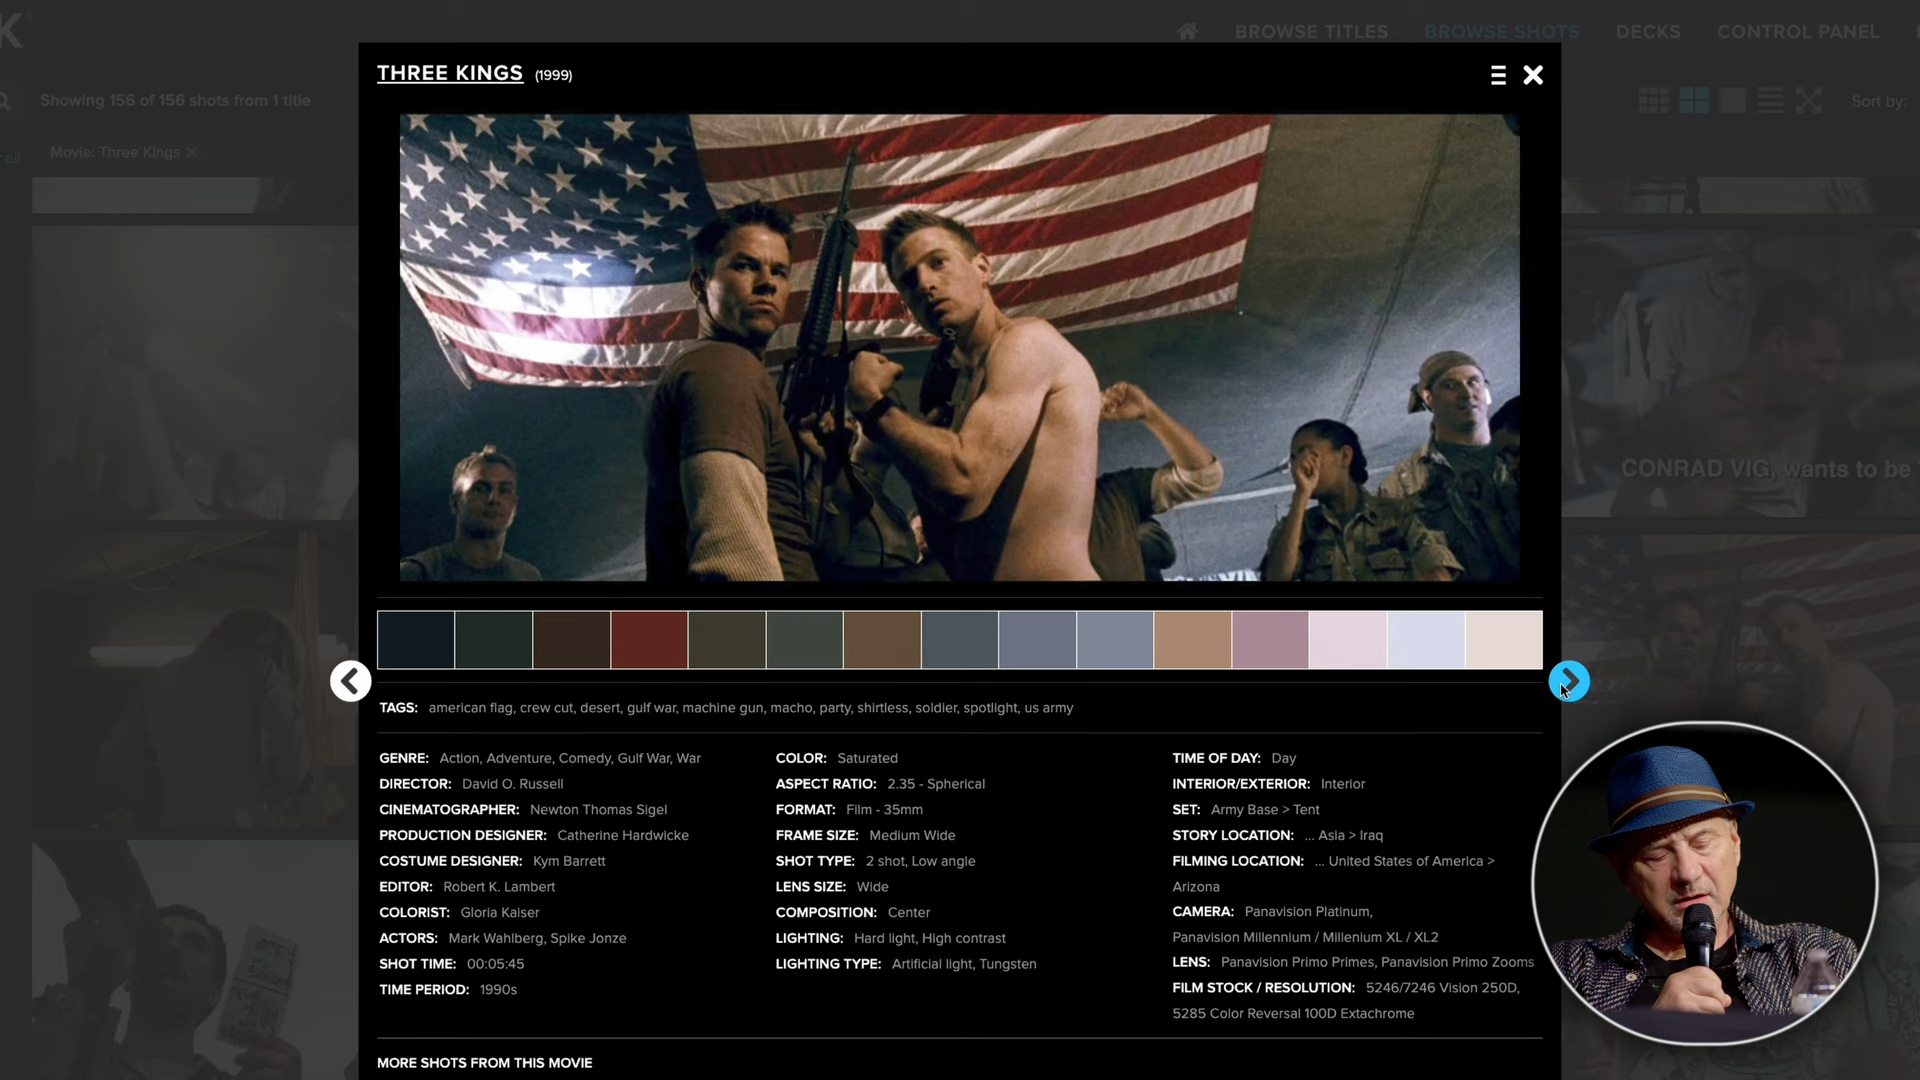 K
BROWSE TITLES BROWSE SHOTS DECKS CONTROL PANEL
THREE KINGS (1999)
Showing 156 of 156 shots from 1 title
Sort by:
all
Movie: Three Kings
CONRAD VIG, wants to be
TAGS: american flag, crew cut, desert, gulf war, machine gun, macho, party, shirtless, soldier, spotlight, us army
GENRE: Action, Adventure, Comedy, Gulf War, War
DIRECTOR: David O. Russell
CINEMATOGRAPHER: Newton Thomas Sigel
PRODUCTION DESIGNER: Catherine Hardwicke
COSTUME DESIGNER: Kym Barrett
EDITOR: Robert K. Lambert
COLORIST: Gloria Kaiser
ACTORS: Mark Wahlberg, Spike Jonze
SHOT TIME: 00:05:45
TIME PERIOD: 1990s
COLOR: Saturated
ASPECT RATIO: 2.35 - Spherical
FORMAT: Film - 35mm
FRAME SIZE: Medium Wide
SHOT TYPE: 2 shot, Low angle
LENS SIZE: Wide
COMPOSITION: Center
LIGHTING: Hard light, High contrast
LIGHTING TYPE: Artificial light, Tungsten
TIME OF DAY: Day
INTERIOR/EXTERIOR: Interior
SET: Army Base > Tent
STORY LOCATION: ... Asia > Iraq
FILMING LOCATION: ... United States of America >
Arizona
CAMERA: Panavision Platinum,
Panavision Millennium / Millenium XL / XL2
LENS: Panavision Primo Primes, Panavision Primo Zooms
FILM STOCK / RESOLUTION: 5246/7246 Vision 250D,
5285 Color Reversal 100D Extachrome
MORE SHOTS FROM THIS MOVIE